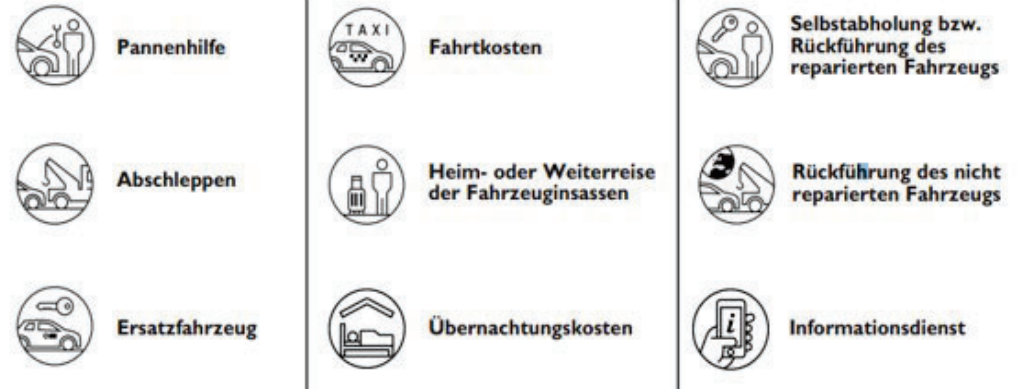 Pannenhilfe
Abschleppen
Ersatzfahrzeug
TAXI
Fahrtkosten
Heim- oder Weiterreise
der Fahrzeuginsassen
Übernachtungskosten
Selbstabholung bzw.
Rückführung des
reparierten Fahrzeugs
Rückführung des nicht
reparierten Fahrzeugs
i
Informationsdienst